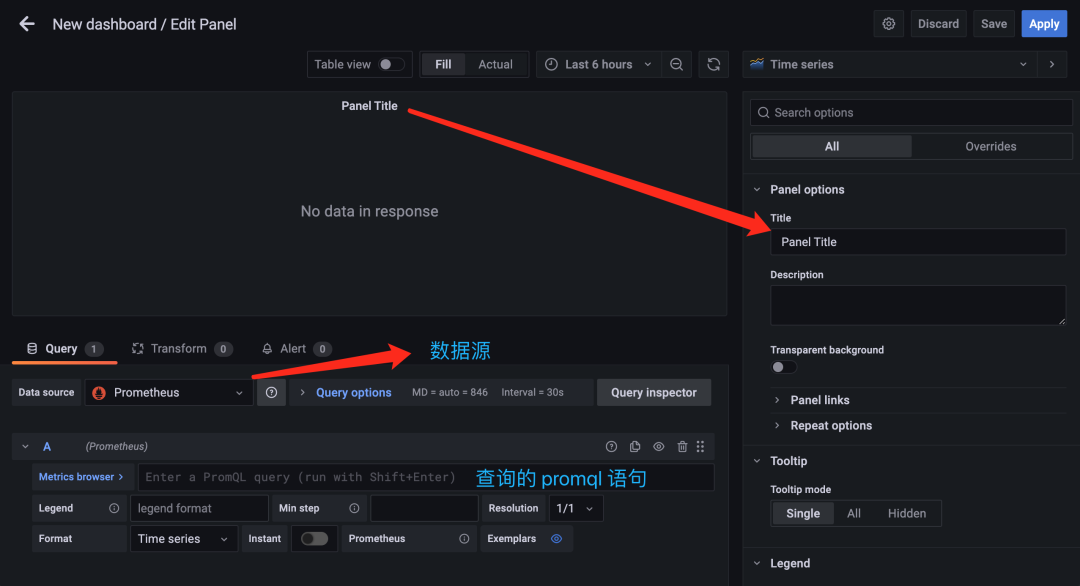 New dashboard / Edit Panel
Discard
Save
Apply
Table view
Fill
Actual
Last 6 hours
Time series
Panel Title
No data in response
Search options
All
Overrides
Panel options
Title
Panel Title
Description
Transparent background
Panel links
Repeat options
Tooltip
Tooltip mode
Single
All
Hidden
Legend
Query 1
Transform 0
Alert 0
数据源
Data source
Prometheus
Query options
MD = auto = 846
Interval = 30s
Query inspector
A
(Prometheus)
Metrics browser >
Enter a PromQL query (run with Shift+Enter)
查询的 promql 语句
Legend
legend format
Min step
Resolution
1/1
Format
Time series
Instant
Prometheus
Exemplars